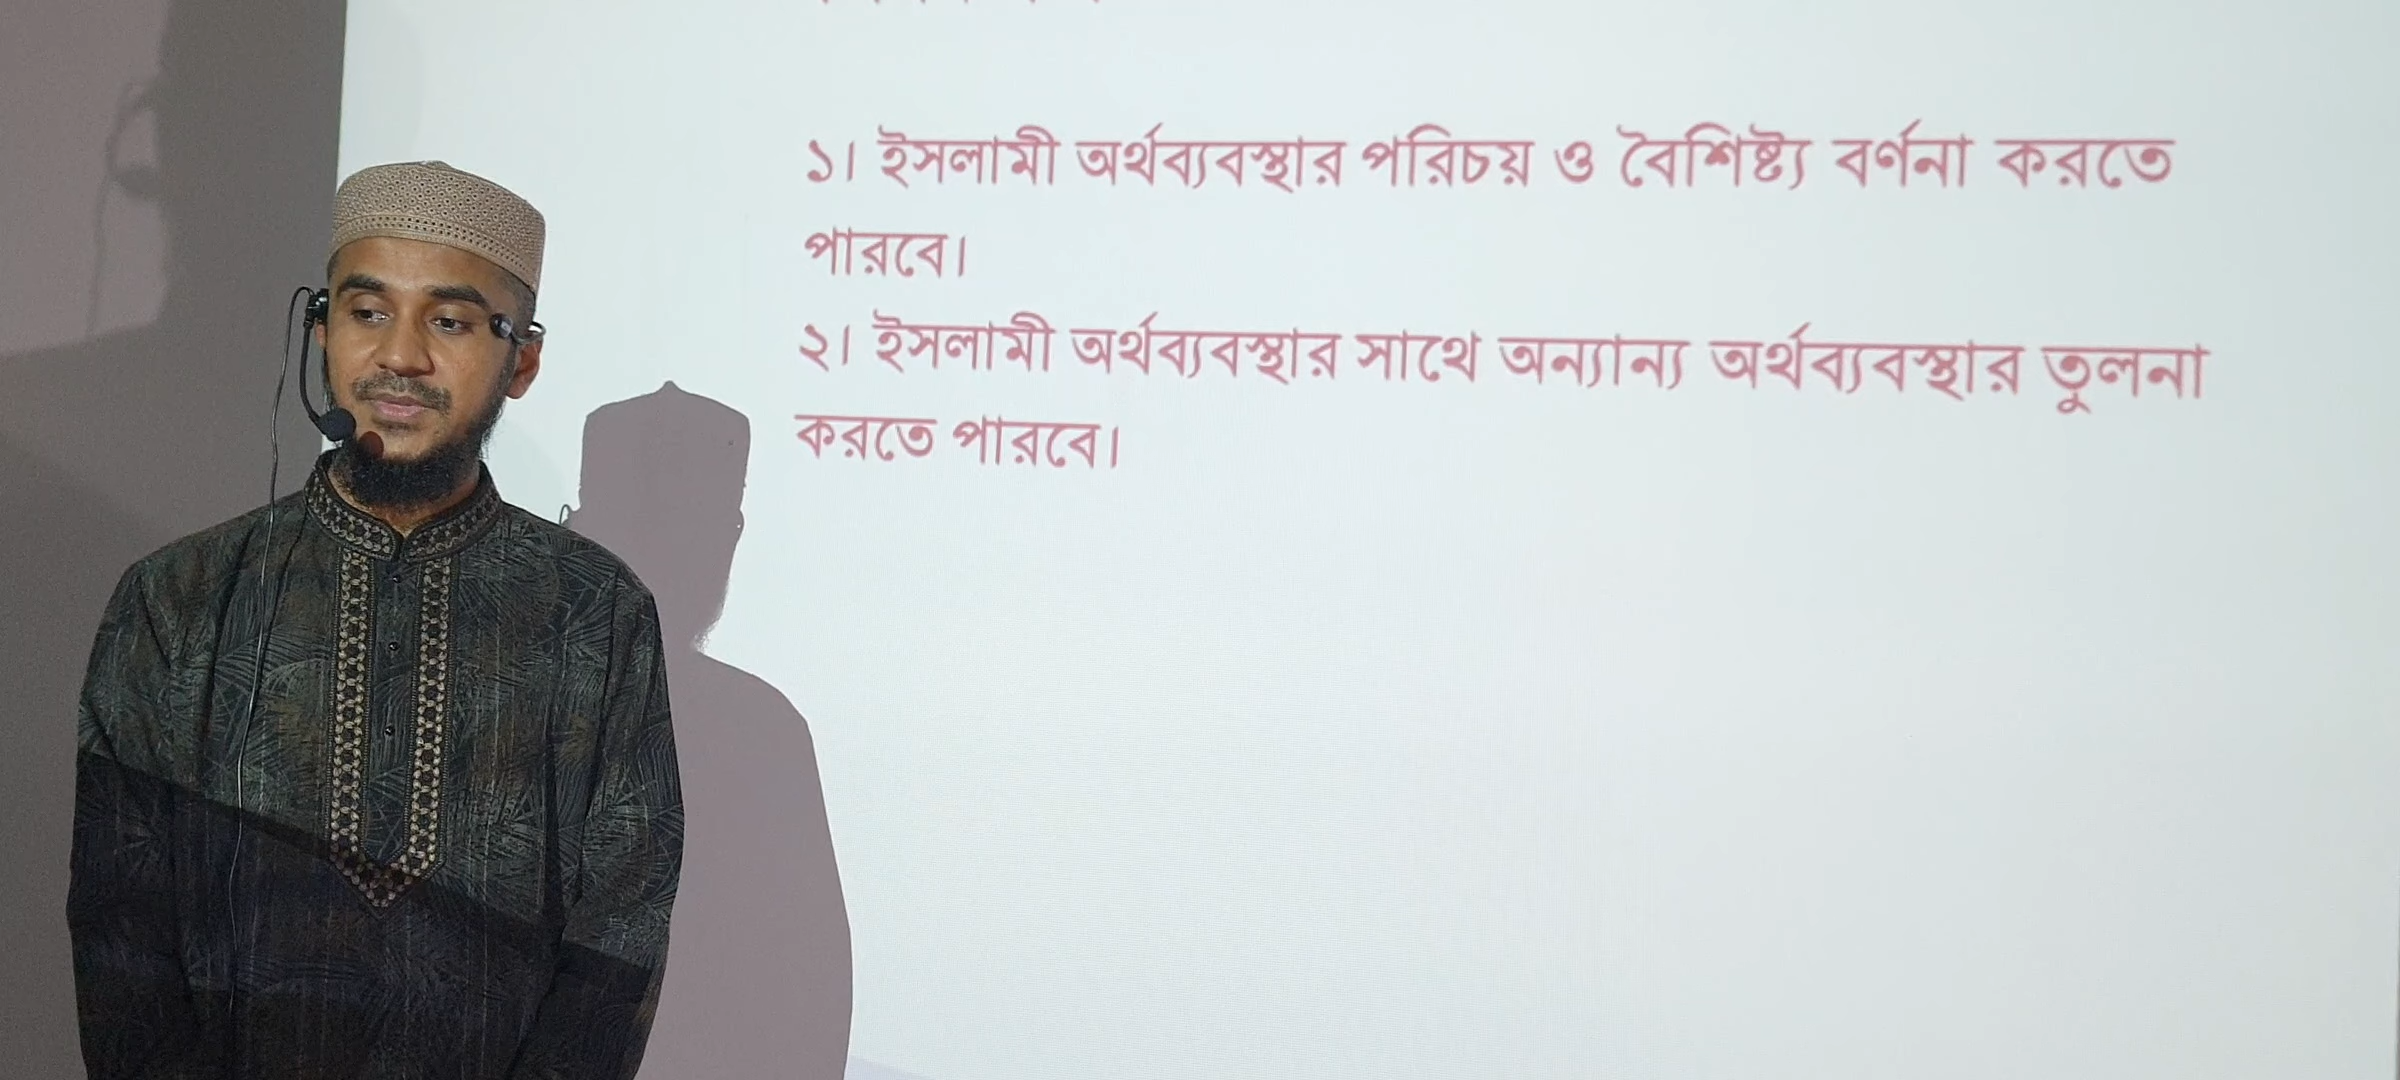 ১। ইসলামী অর্থব্যবস্থার পরিচয় ও বৈশিষ্ট্য বর্ণনা করতে
পারবে।
২। ইসলামী অর্থব্যবস্থার সাথে অন্যান্য অর্থব্যবস্থার তুলনা
করতে পারবে।